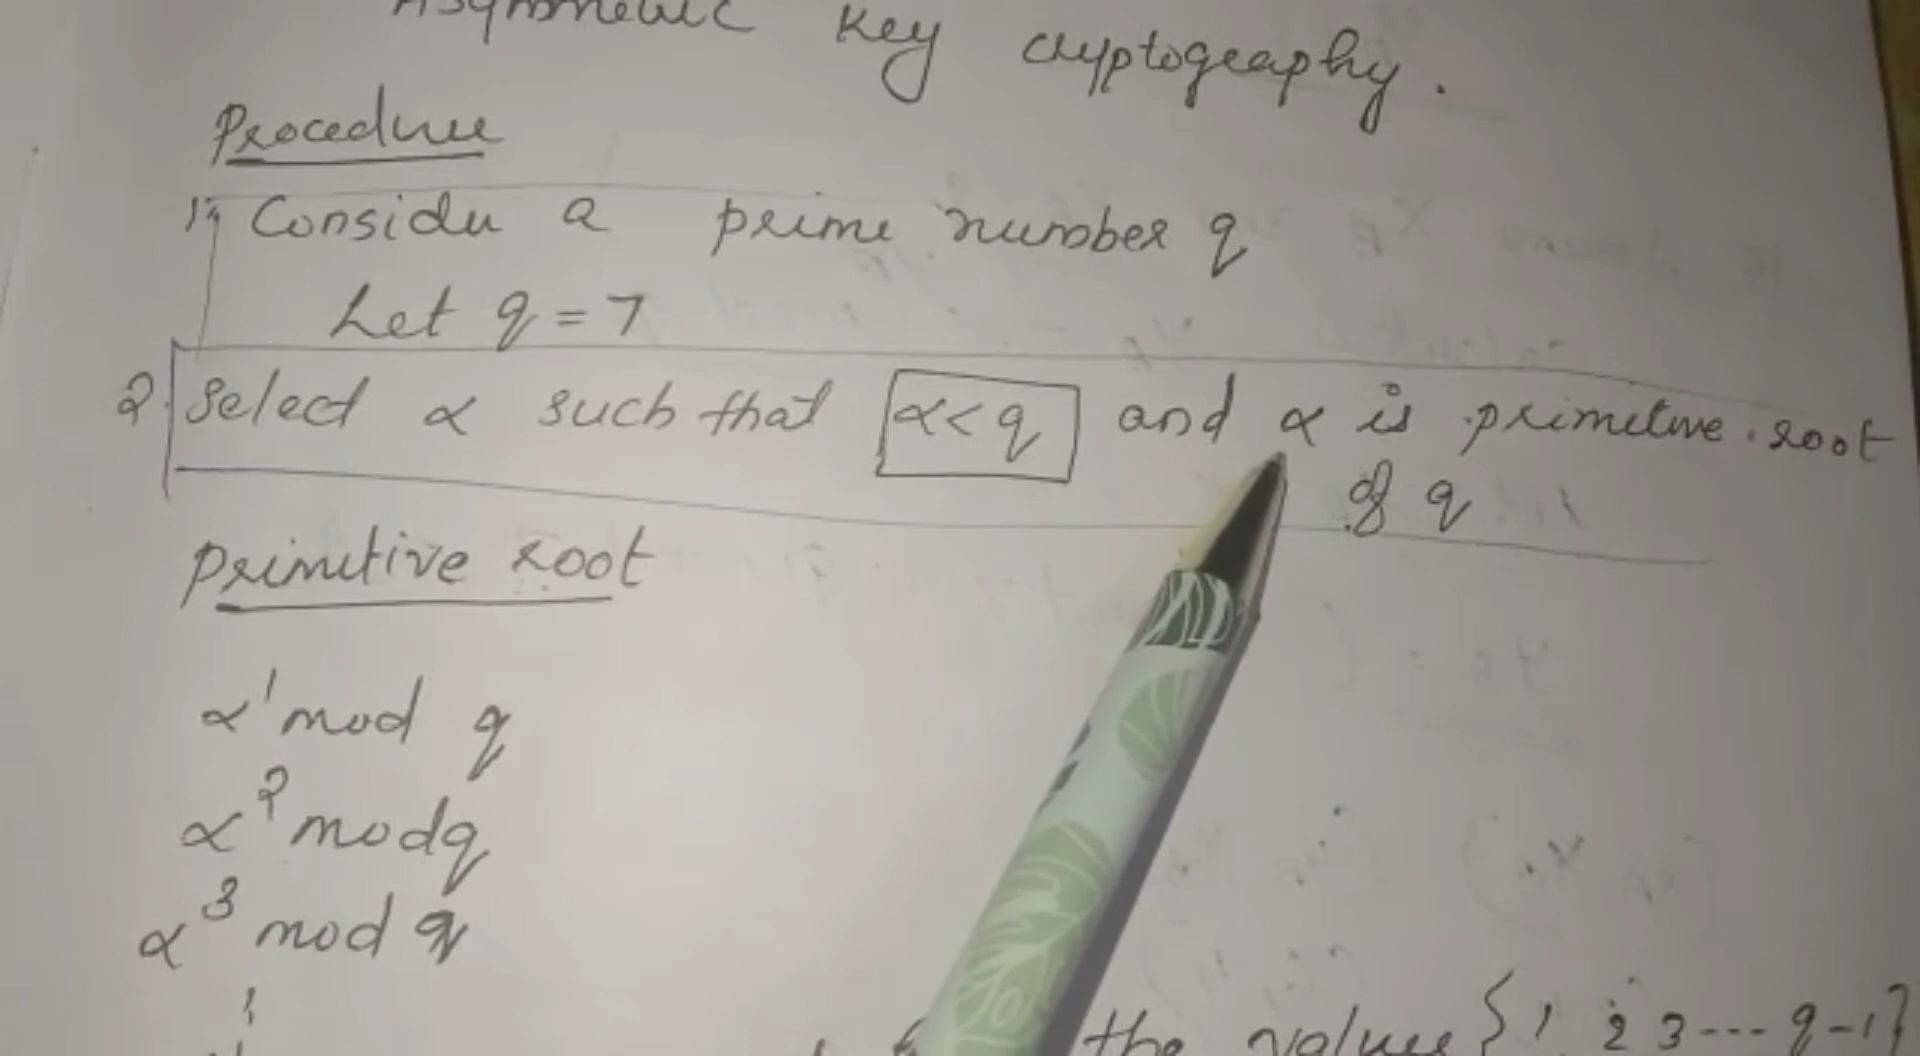 Asymmetric Key cryptography.
Procedure
1) Consider a prime number q
Let q = 7
2. Select α such that α < q and α is primitive root
of q
primitive root
α¹ mod q
α² mod q
α³ mod q
the values {1, 2 3 --- q-1}